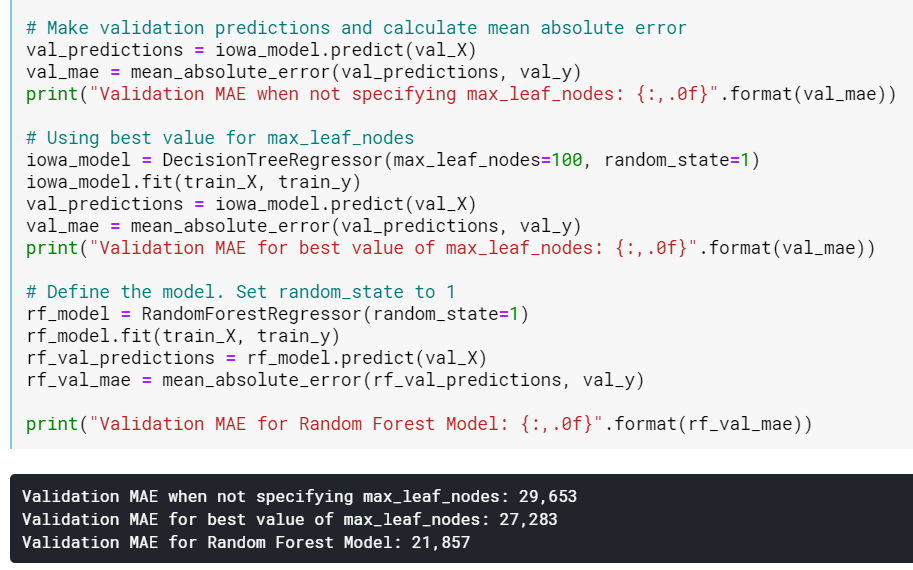 # Make validation predictions and calculate mean absolute error
val_predictions = iowa_model.predict(val_X)
val_mae = mean_absolute_error(val_predictions, val_y)
print("Validation MAE when not specifying max_leaf_nodes: {:,.0f}".format(val_mae))
# Using best value for max_leaf_nodes
iowa_model = DecisionTreeRegressor(max_leaf_nodes=100, random_state=1)
iowa_model.fit(train_X, train_y)
val_predictions = iowa_model.predict(val_X)
val_mae = mean_absolute_error(val_predictions, val_y)
print("Validation MAE for best value of max_leaf_nodes: {:,.0f}".format(val_mae))
# Define the model. Set random_state to 1
rf_model = RandomForestRegressor(random_state=1)
rf_model.fit(train_X, train_y)
rf_val_predictions = rf_model.predict(val_X)
rf_val_mae = mean_absolute_error(rf_val_predictions, val_y)
print("Validation MAE for Random Forest Model: {:,.0f}".format(rf_val_mae))
Validation MAE when not specifying max_leaf_nodes: 29,653
Validation MAE for best value of max_leaf_nodes: 27,283
Validation MAE for Random Forest Model: 21,857